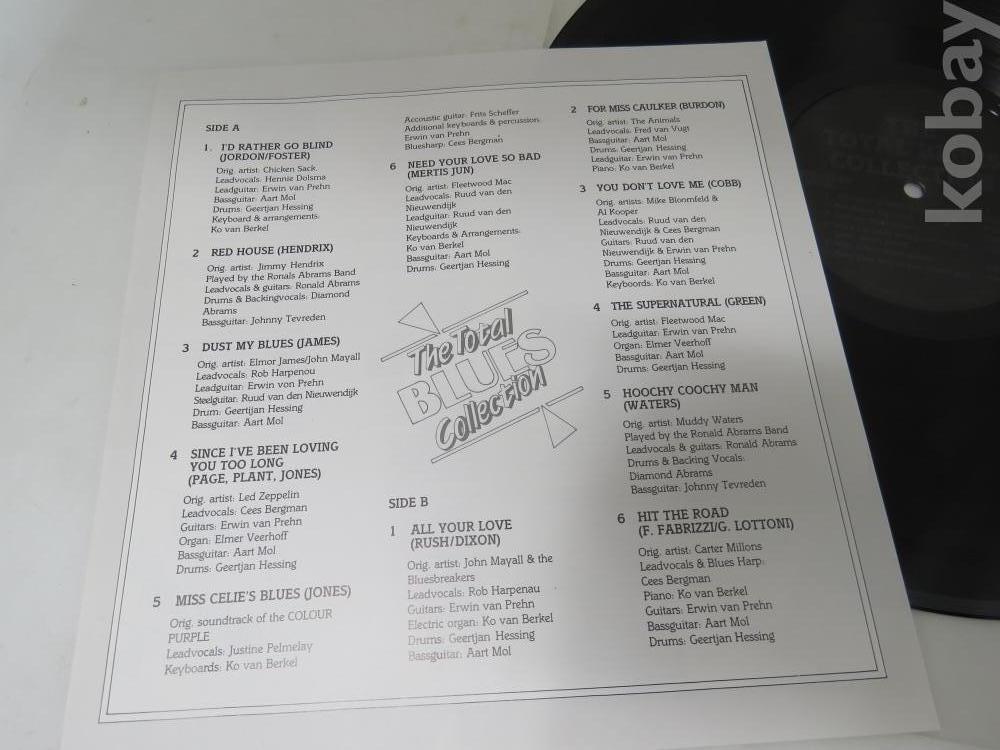 SIDE A
1. I'D RATHER GO BLIND
(JORDON/FOSTER)
Orig. artist: Chicken Sack.
Leadvocals: Hennie Dolsma
Leadguitar: Erwin van Prehn
Bassguitar: Aart Mol
Drums: Geertjan Hessing
Keyboard & arrangements:
Ko van Berkel
2 RED HOUSE (HENDRIX)
Orig. artist: Jimmy Hendrix
Played by the Ronals Abrams Band
Leadvocals & guitars: Ronald Abrams
Drums & Backingvocals: Diamond
Abrams
Bassguitar: Johnny Tevreden
3 DUST MY BLUES (JAMES)
Orig. artist: Elmor James/John Mayall
Leadvocals: Rob Harpenou
Leadguitar: Erwin von Prehn
Steelguitar: Ruud van den Nieuwendijk
Drum: Geertjan Hessing
Bassguitar: Aart Mol
4 SINCE I'VE BEEN LOVING
YOU TOO LONG
(PAGE, PLANT, JONES)
Orig. artist: Led Zeppelin
Leadvocals: Cees Bergman
Guitars: Erwin van Prehn
Organ: Elmer Veerhoff
Bassguitar: Aart Mol
Drums: Geertjan Hessing
5 MISS CELIE'S BLUES (JONES)
Orig. soundtrack of the COLOUR
PURPLE
Leadvocals: Justine Pelmelay
Keyboards: Ko van Berkel
Accoustic guitar: Frits Scheffer
Additional keyboards & percussion:
Erwin van Prehn
Bluesharp: Cees Bergman
6 NEED YOUR LOVE SO BAD
(MERTIS JUN)
Orig. artist: Fleetwood Mac
Leadvocals: Ruud van den
Nieuwendijk
Leadguitar: Ruud van den
Nieuwendijk
Keyboards & Arrangements:
Ko van Berkel
Bassguitar: Aart Mol
Drums: Geertjan Hessing
The Total
BLUES
Collection
SIDE B
1 ALL YOUR LOVE
(RUSH/DIXON)
Orig. artist: John Mayall & the
Bluesbreakers
Leadvocals: Rob Harpenau
Guitars: Erwin van Prehn
Electric organ: Ko van Berkel
Drums: Geertjan Hessing
Bassguitar: Aart Mol
2 FOR MISS CAULKER (BURDON)
Orig. artist: The Animals
Leadvocals: Fred van Vugt
Bassguitar: Aart Mol
Drums: Geertjan Hessing
Leadguitar: Erwin van Prehn
Piano: Ko van Berkel
3 YOU DON'T LOVE ME (COBB)
Orig. artists: Mike Bloomfeld &
Al Kooper
Leadvocals: Ruud van den
Nieuwendijk & Cees Bergman
Guitars: Ruud van den
Nieuwendijk & Erwin van Prehn
Drums: Geertjan Hessing
Bassguitar: Aart Mol
Keyboords: Ko van Berkel
4 THE SUPERNATURAL (GREEN)
Orig. artist: Fleetwood Mac
Leadguitar: Erwin van Prehn
Organ: Elmer Veerhoff
Bassguitar: Aart Mol
Drums: Geertjan Hessing
5 HOOCHY COOCHY MAN
(WATERS)
Orig. artist: Muddy Waters
Played by the Ronald Abrams Band
Leadvocals & guitars: Ronald Abrams
Drums & Backing Vocals:
Diamond Abrams
Bassguitar: Johnny Tevreden
6 HIT THE ROAD
(F. FABRIZZI/G. LOTTONI)
Orig. artist: Carter Millons
Leadvocals & Blues Harp:
Cees Bergman
Piano: Ko van Berkel
Guitars: Erwin van Prehn
Bassguitar: Aart Mol
Drums: Geertjan Hessing
kobay